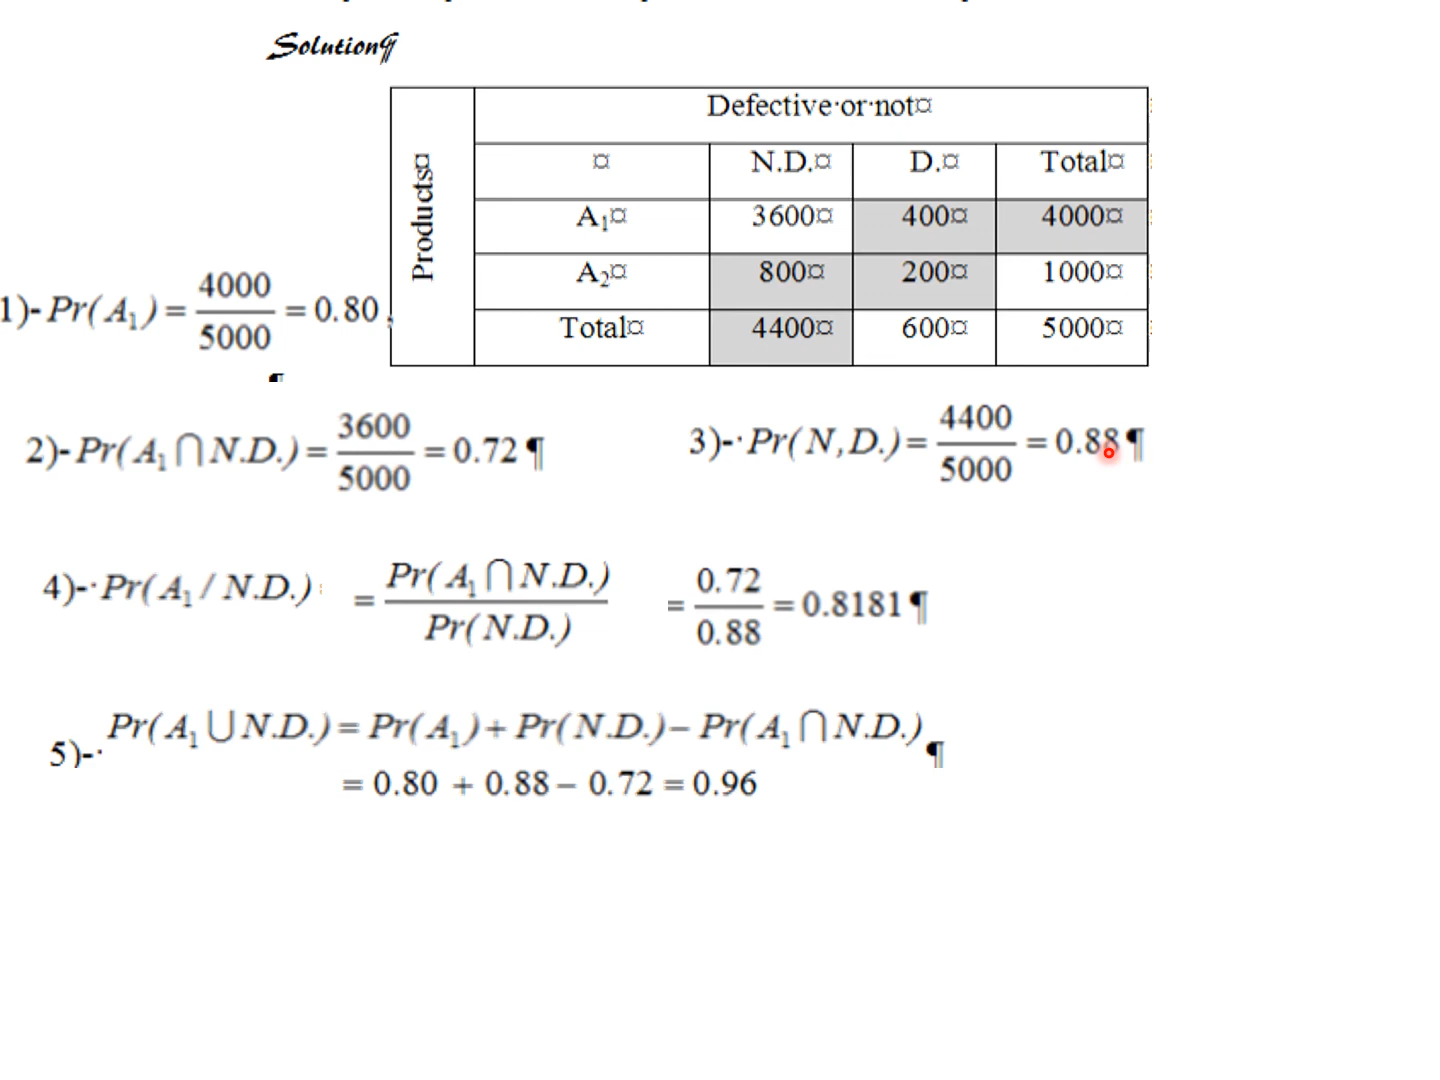 Solution¶
Products¤
Defective·or·not¤
¤ N.D.¤ D.¤ Total¤
A₁¤ 3600¤ 400¤ 4000¤
A₂¤ 800¤ 200¤ 1000¤
Total¤ 4400¤ 600¤ 5000¤
1)- Pr(A₁) = 4000/5000 = 0.80,
¶
2)- Pr(A₁ ⋂ N.D.) = 3600/5000 = 0.72 ¶
3)-· Pr(N,D.) = 4400/5000 = 0.88 ¶
4)-· Pr(A₁ / N.D.) = Pr(A₁ ⋂ N.D.)/Pr(N.D.) = 0.72/0.88 = 0.8181 ¶
5)-· Pr(A₁ ⋃ N.D.) = Pr(A₁) + Pr(N.D.) − Pr(A₁ ⋂ N.D.) ¶
= 0.80 + 0.88 − 0.72 = 0.96